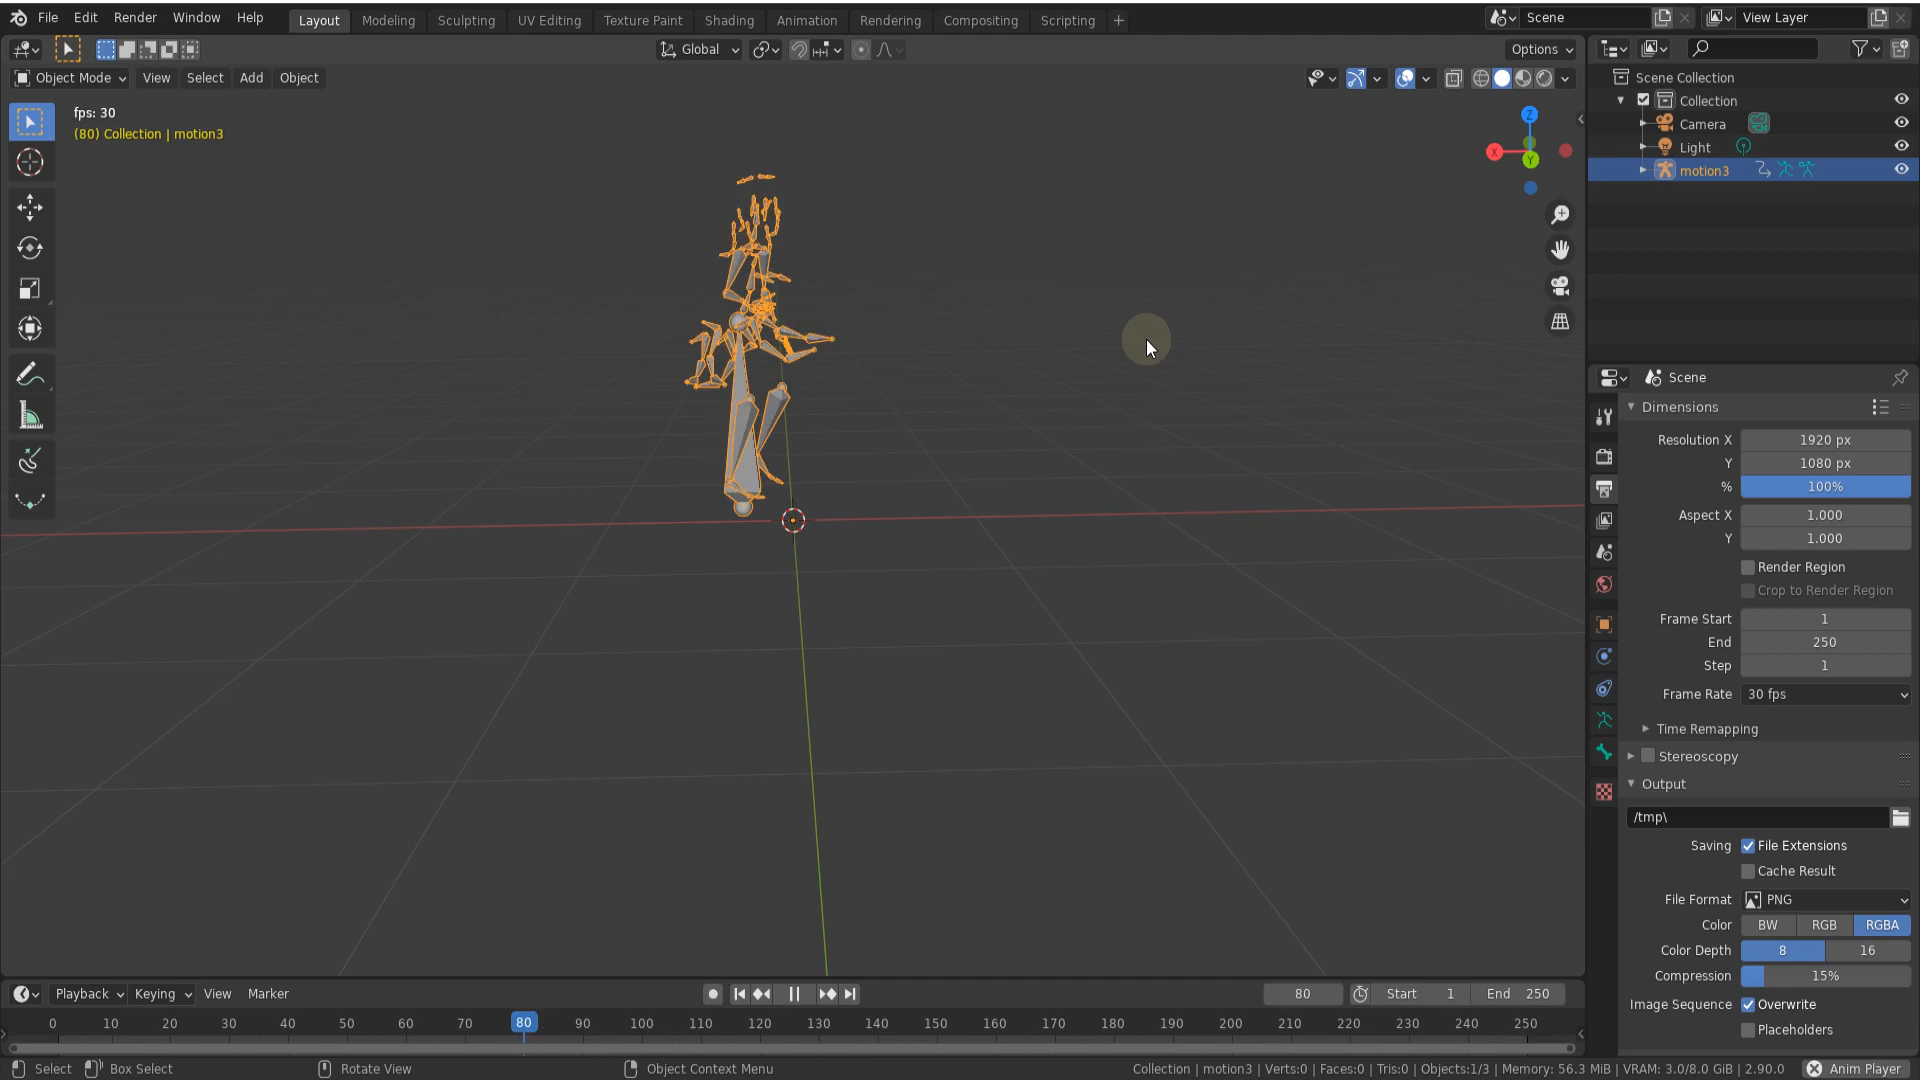 File Edit Render Window Help Layout Modeling Sculpting UV Editing Texture Paint Shading Animation Rendering Compositing Scripting + Scene View Layer
Global Options
Object Mode View Select Add Object
fps: 30
(80) Collection | motion3
Z
X
Y
Scene Collection
Collection
Camera
Light
motion3
Scene
Dimensions
Resolution X 1920 px
Y 1080 px
% 100%
Aspect X 1.000
Y 1.000
Render Region
Crop to Render Region
Frame Start 1
End 250
Step 1
Frame Rate 30 fps
Time Remapping
Stereoscopy
Output
/tmp\
Saving File Extensions
Cache Result
File Format PNG
Color BW RGB RGBA
Color Depth 8 16
Compression 15%
Image Sequence Overwrite
Placeholders
Playback Keying View Marker 80 Start 1 End 250
0 10 20 30 40 50 60 70 80 90 100 110 120 130 140 150 160 170 180 190 200 210 220 230 240 250
Select Box Select Rotate View Object Context Menu Collection | motion3 | Verts:0 | Faces:0 | Tris:0 | Objects:1/3 | Memory: 56.3 MiB | VRAM: 3.0/8.0 GiB | 2.90.0 Anim Player